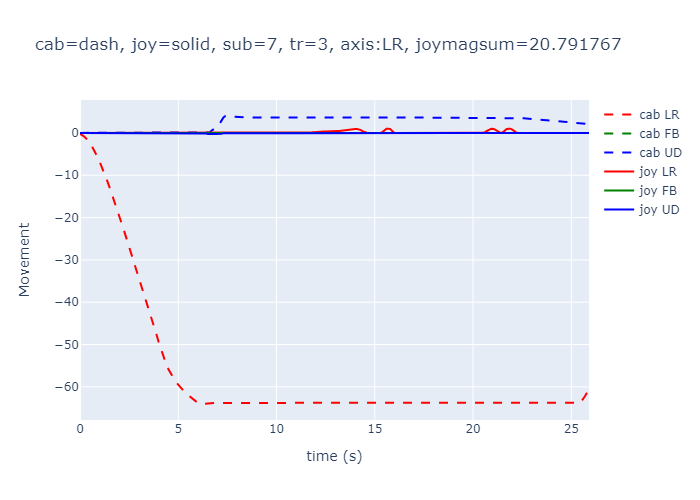 cab=dash, joy=solid, sub=7, tr=3, axis:LR, joymagsum=20.791767
cab LR
cab FB
cab UD
joy LR
joy FB
joy UD
Movement
0
−10
−20
−30
−40
−50
−60
0 5 10 15 20 25
time (s)